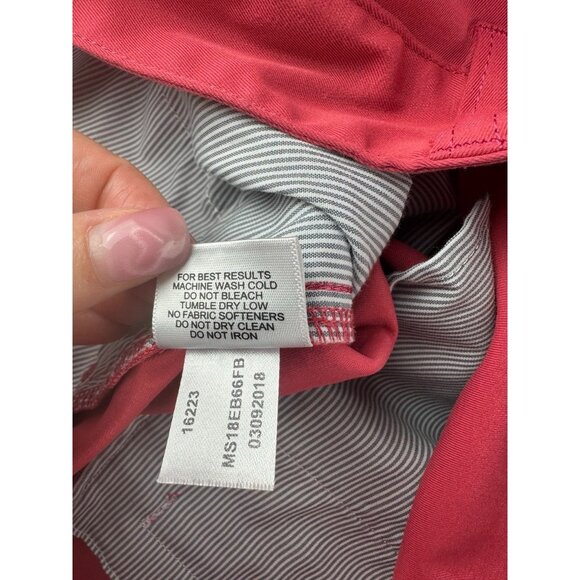 FOR BEST RESULTS
MACHINE WASH COLD
DO NOT BLEACH
TUMBLE DRY LOW
NO FABRIC SOFTENERS
DO NOT DRY CLEAN
DO NOT IRON
16223
MS18EB66FB
03092018